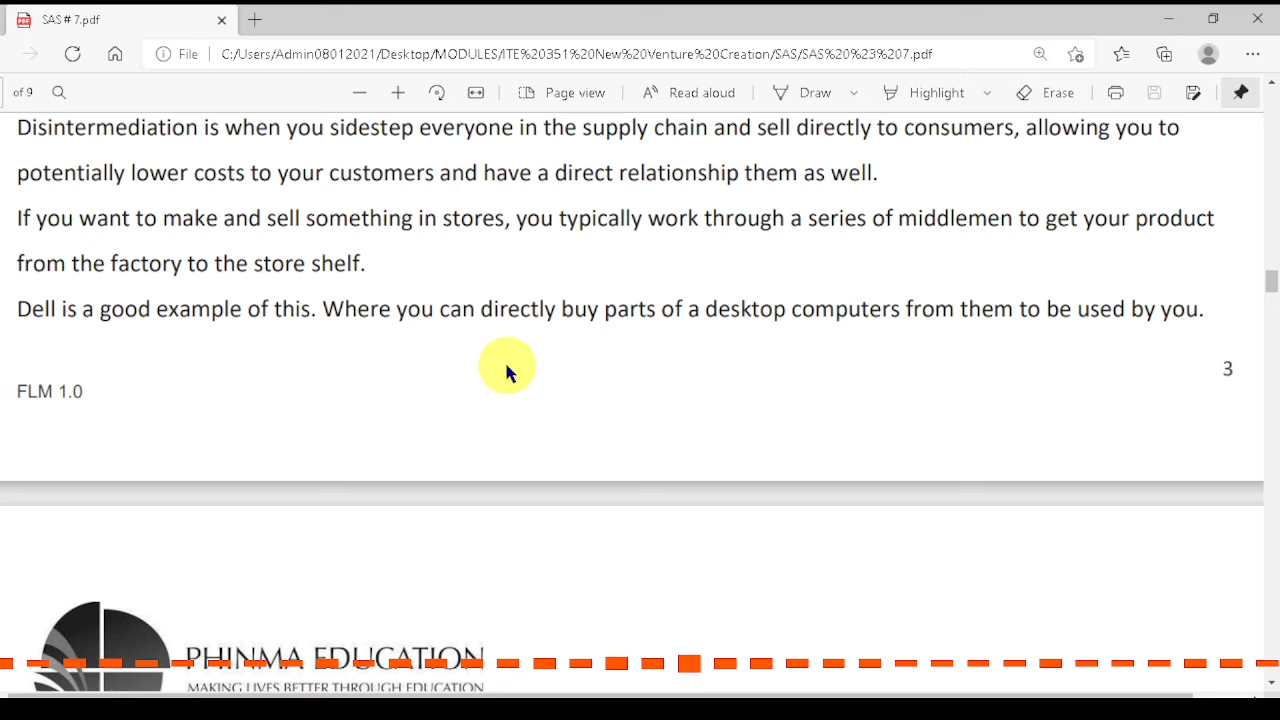 SAS # 7.pdf
File
C:/Users/Admin08012021/Desktop/MODULES/ITE%20351%20New%20Venture%20Creation/SAS/SAS%20%23%207.pdf
of 9
Page view
Read aloud
Draw
Highlight
Erase
Disintermediation is when you sidestep everyone in the supply chain and sell directly to consumers, allowing you to
potentially lower costs to your customers and have a direct relationship them as well.
If you want to make and sell something in stores, you typically work through a series of middlemen to get your product
from the factory to the store shelf.
Dell is a good example of this. Where you can directly buy parts of a desktop computers from them to be used by you.
3
FLM 1.0
PHINMA EDUCATION
MAKING LIVES BETTER THROUGH EDUCATION